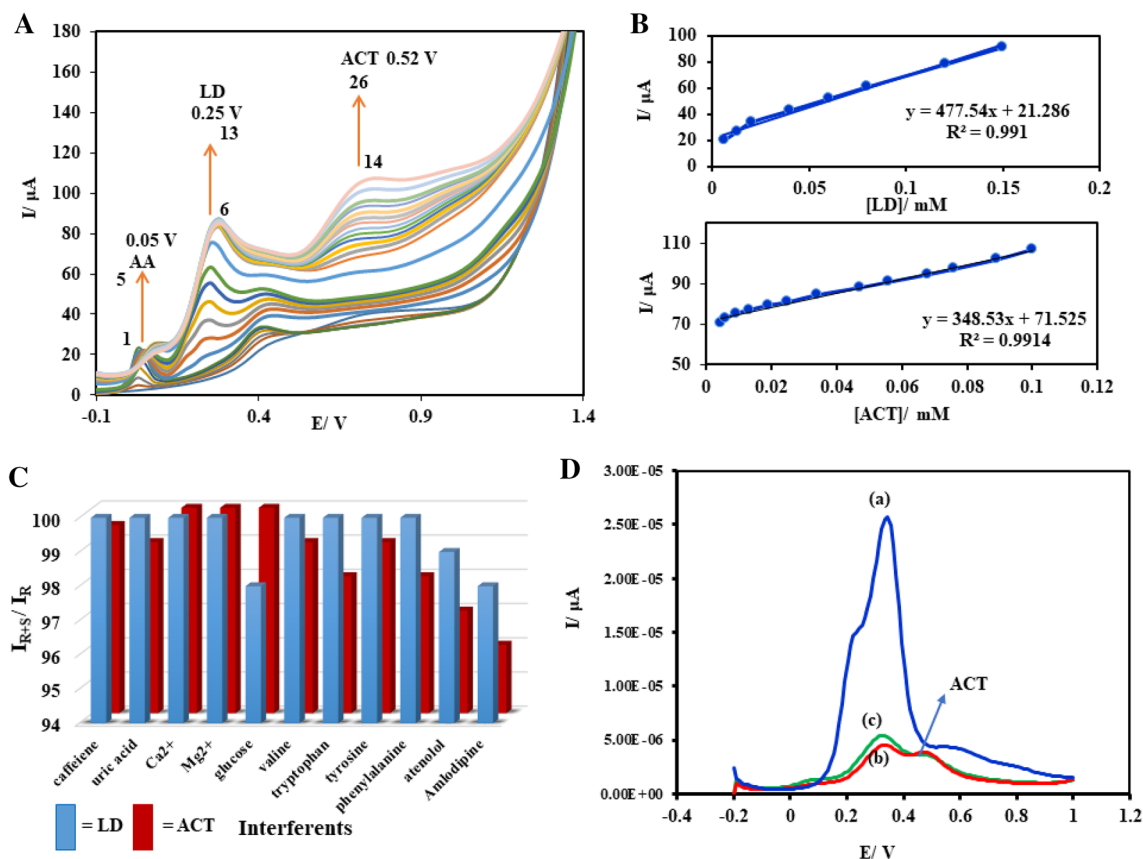 A
I/ μA
180
160
140
120
100
80
60
40
20
0
-0.1
0.4
0.9
1.4
E/ V
ACT 0.52 V
26
14
LD
0.25 V
13
6
0.05 V
AA
5
1
B
I/ μA
100
80
60
40
20
0
0
0.05
0.1
0.15
0.2
[LD]/ mM
y = 477.54x + 21.286
R² = 0.991
I/ μA
110
90
70
50
0
0.02
0.04
0.06
0.08
0.1
0.12
[ACT]/ mM
y = 348.53x + 71.525
R² = 0.9914
C
I_{R+S}/ I_R
100
99
98
97
96
95
94
caffeiene
uric acid
Ca2+
Mg2+
glucose
valine
tryptophan
tyrosine
phenylalanine
atenolol
Amlodipine
= LD
= ACT
Interferents
D
I/ μA
3.00E-05
2.50E-05
2.00E-05
1.50E-05
1.00E-05
5.00E-06
0.00E+00
-0.4
-0.2
0
0.2
0.4
0.6
0.8
1
1.2
E/ V
(a)
ACT
(c)
(b)